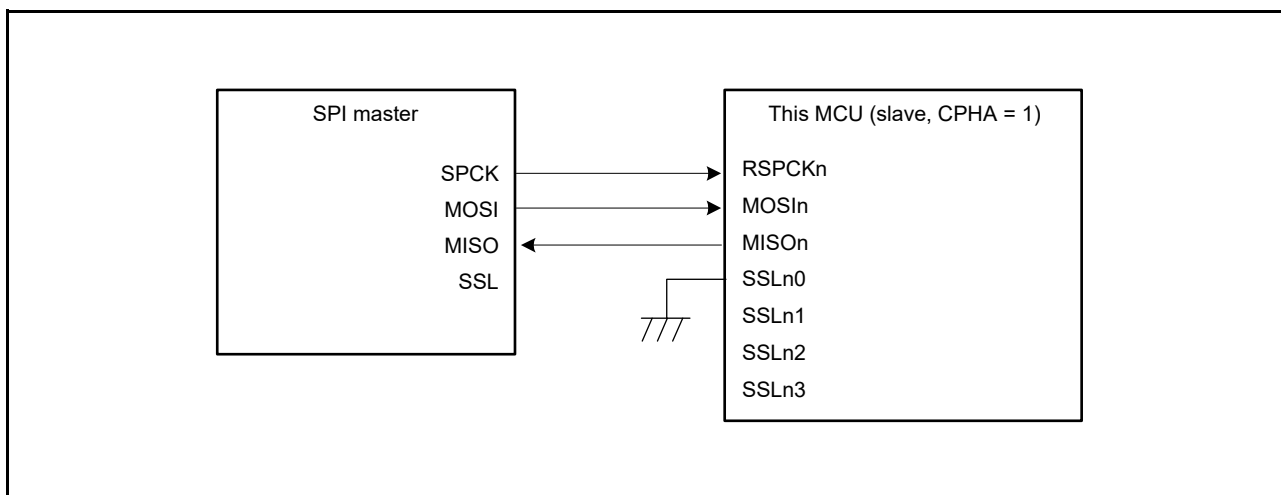 SPI master
SPCK
MOSI
MISO
SSL
This MCU (slave, CPHA = 1)
RSPCKn
MOSIn
MISOn
SSLn0
SSLn1
SSLn2
SSLn3